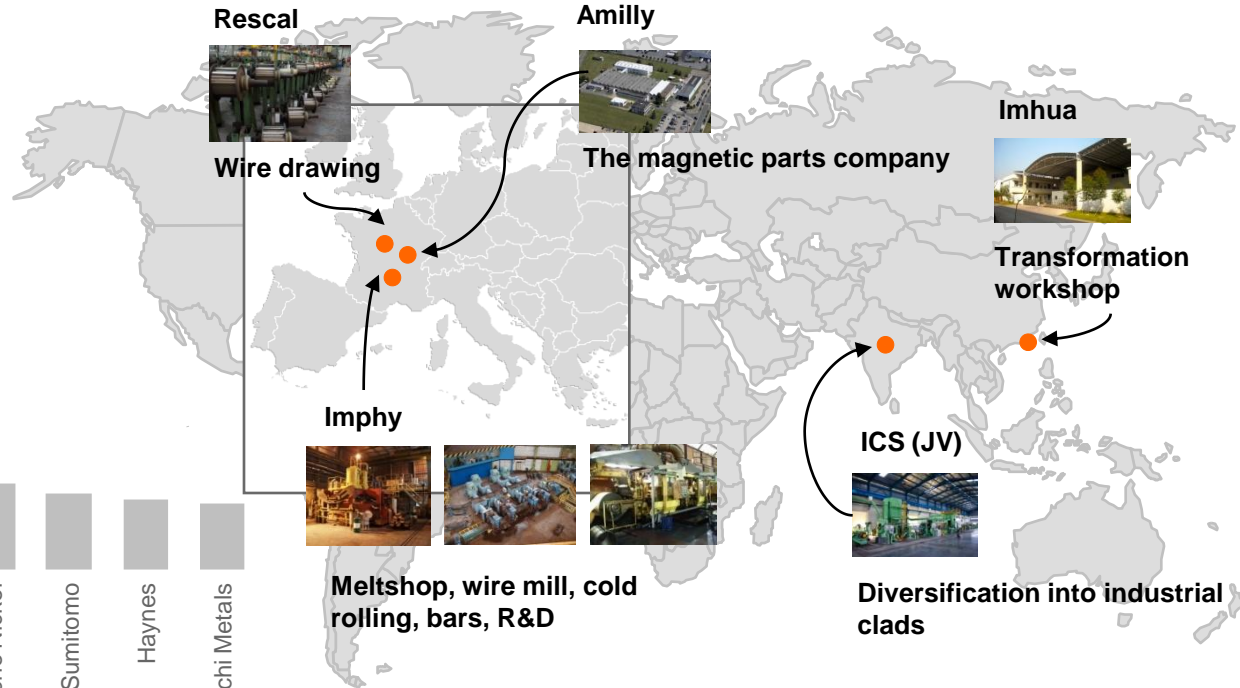 Rescal
Amilly
Imhua
Wire drawing
The magnetic parts company
Transformation
workshop
Imphy
ICS (JV)
Meltshop, wire mill, cold
rolling, bars, R&D
Diversification into industrial
clads
Sumitomo
Haynes
Metals